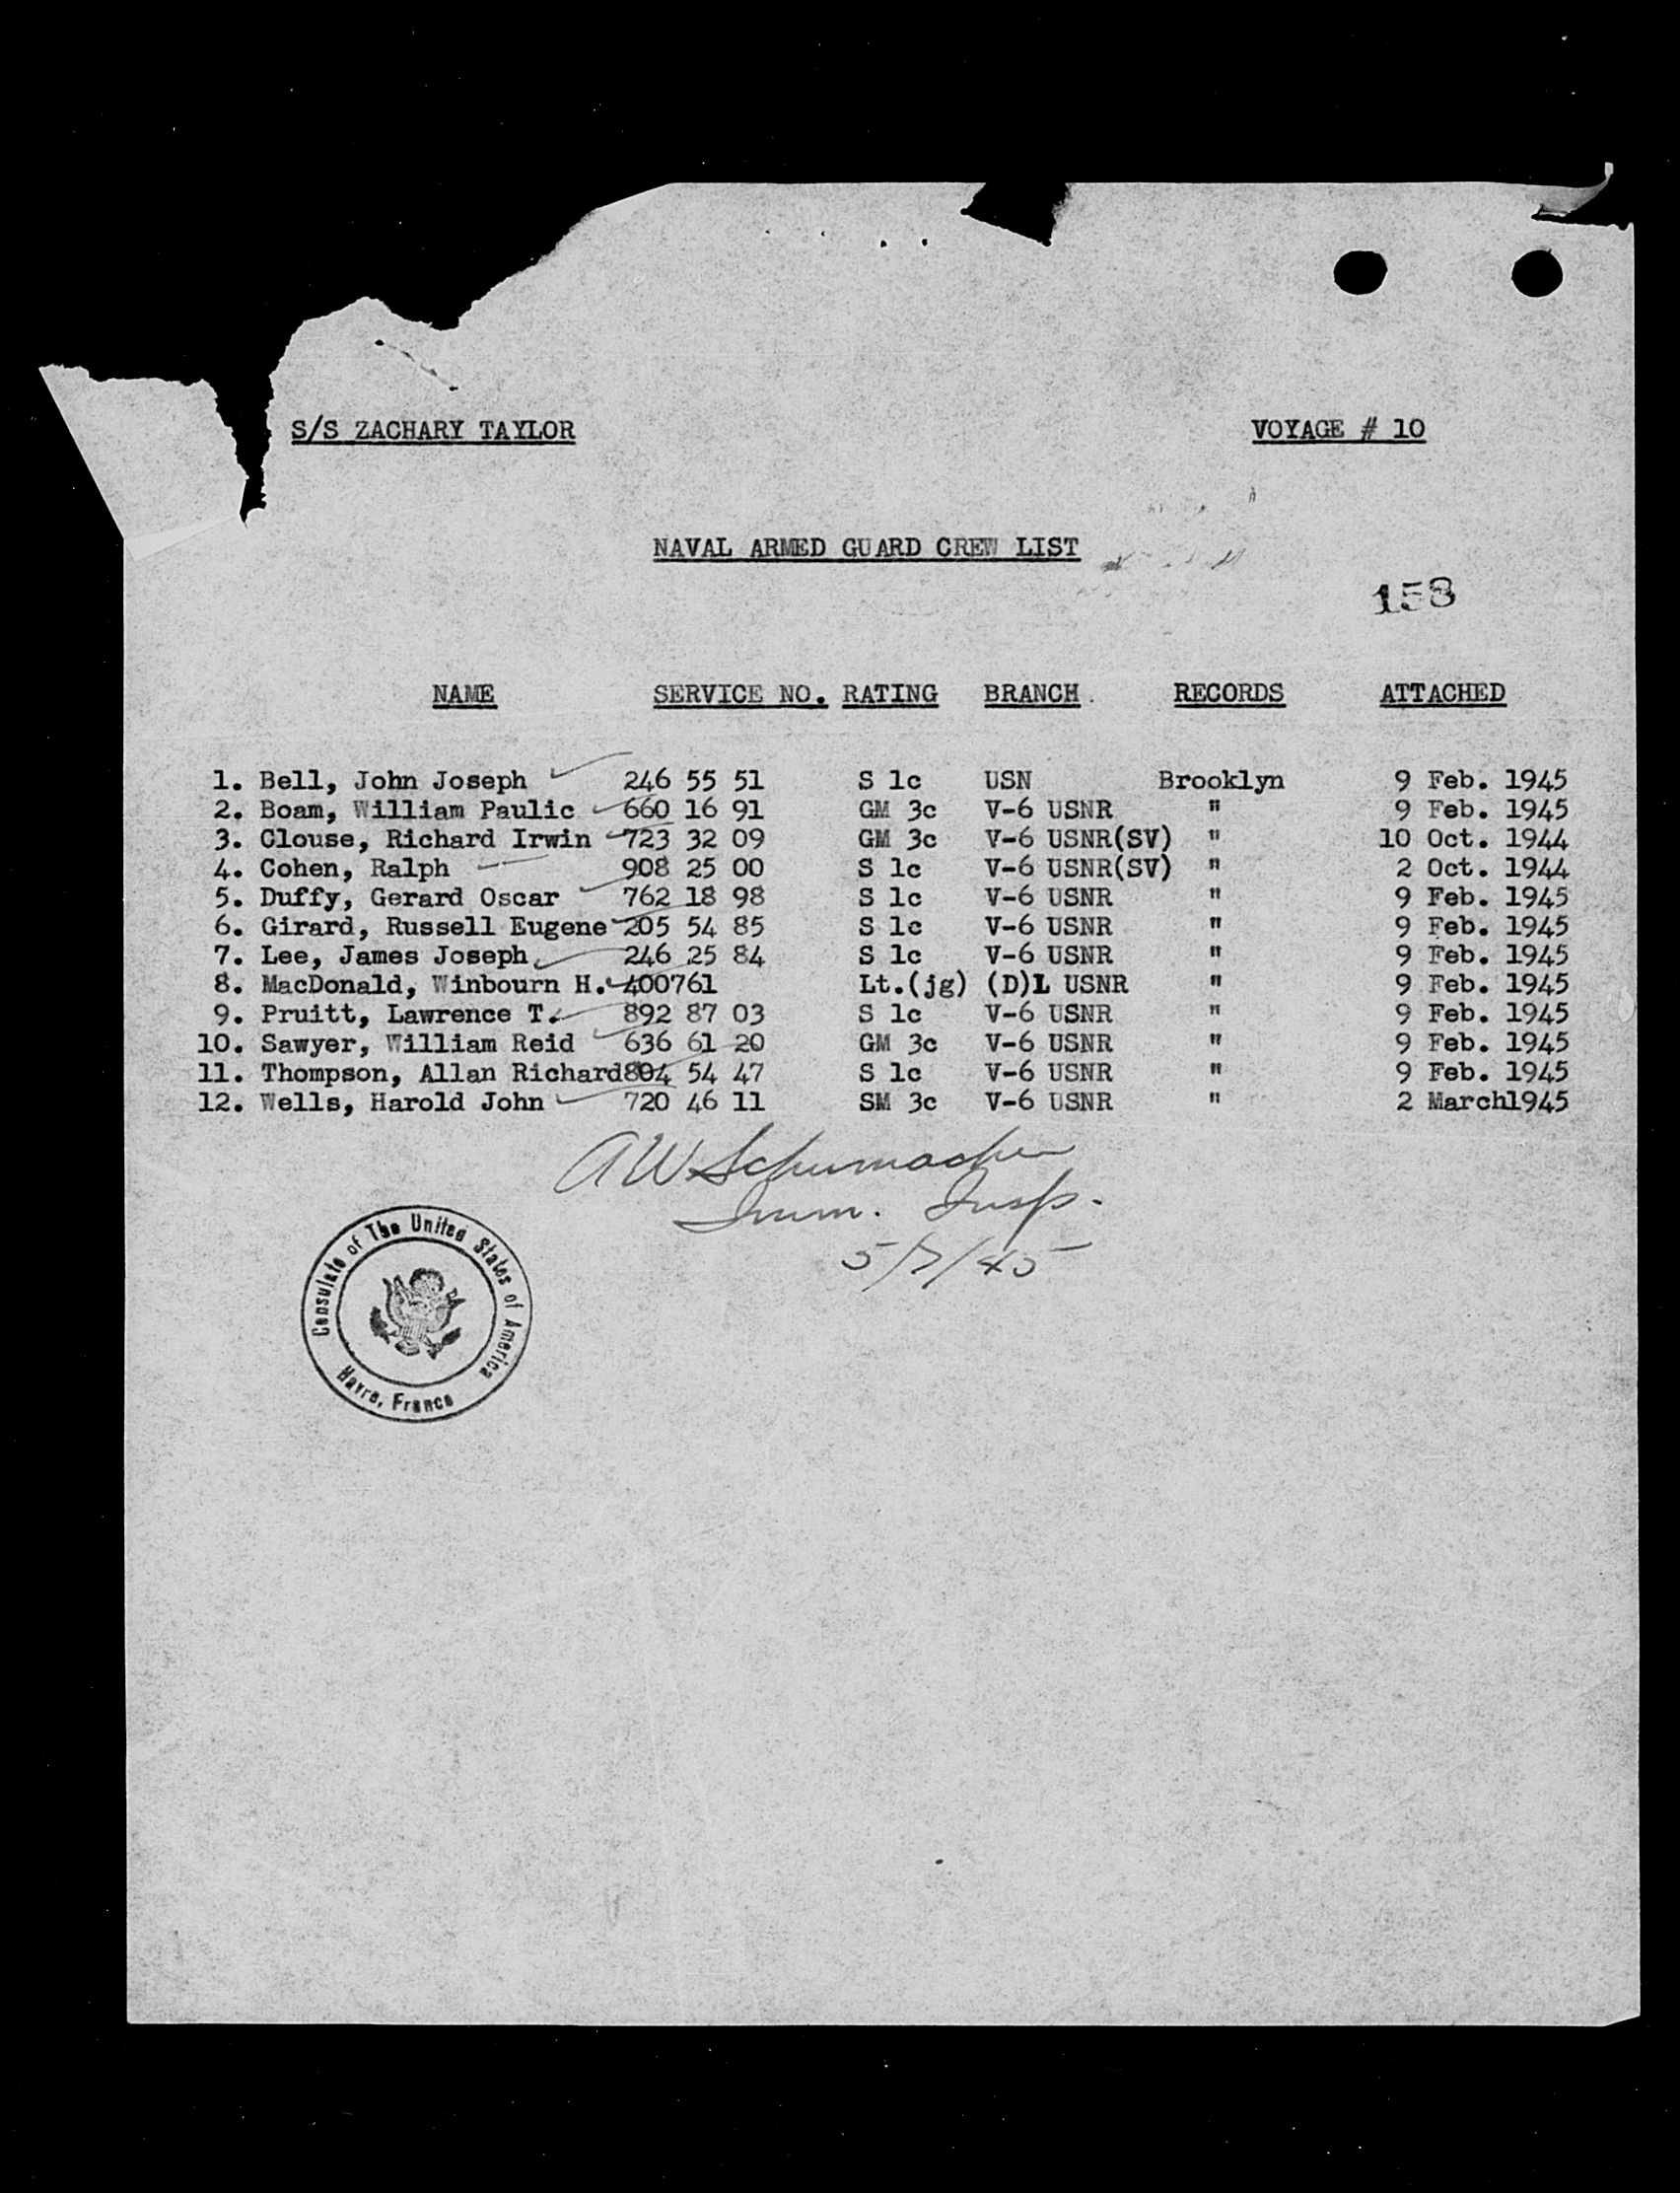 S/S ZACHARY TAYLOR VOYAGE # 10
NAVAL ARMED GUARD CREW LIST
158
NAME SERVICE NO. RATING BRANCH. RECORDS ATTACHED
1. Bell, John Joseph 246 55 51 S 1c USN Brooklyn 9 Feb. 1945
2. Boam, William Paulic 660 16 91 GM 3c V-6 USNR " 9 Feb. 1945
3. Clouse, Richard Irwin 723 32 09 GM 3c V-6 USNR(SV) " 10 Oct. 1944
4. Cohen, Ralph 908 25 00 S 1c V-6 USNR(SV) " 2 Oct. 1944
5. Duffy, Gerard Oscar 762 18 98 S 1c V-6 USNR " 9 Feb. 1945
6. Girard, Russell Eugene 205 54 85 S 1c V-6 USNR " 9 Feb. 1945
7. Lee, James Joseph 246 25 84 S 1c V-6 USNR " 9 Feb. 1945
8. MacDonald, Winbourn H. 400761 Lt.(jg) (D)L USNR " 9 Feb. 1945
9. Pruitt, Lawrence T. 892 87 03 S 1c V-6 USNR " 9 Feb. 1945
10. Sawyer, William Reid 636 61 20 GM 3c V-6 USNR " 9 Feb. 1945
11. Thompson, Allan Richard 804 54 47 S 1c V-6 USNR " 9 Feb. 1945
12. Wells, Harold John 720 46 11 SM 3c V-6 USNR " 2 March1945
AW Schumacher
Imm. Insp.
5/7/45
Consulate of The United States of America
Havre, France